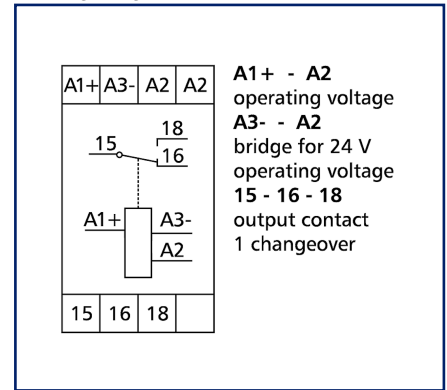 A1+ A3- A2 A2
18
15
16
A1+ A3-
A2
15 16 18
A1+ - A2
operating voltage
A3- - A2
bridge for 24 V
operating voltage
15 - 16 - 18
output contact
1 changeover